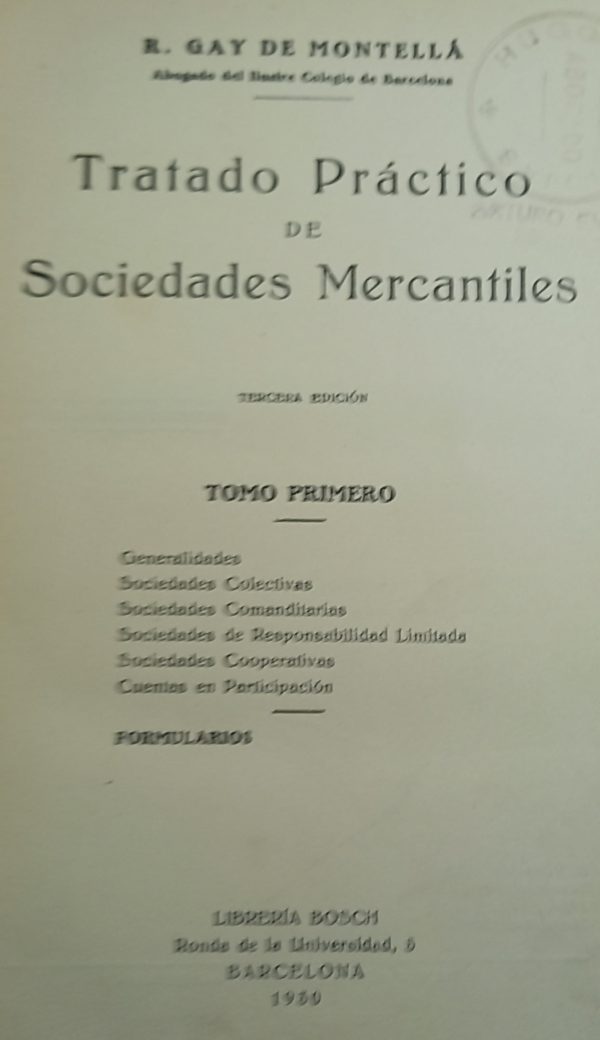 R. GAY DE MONTELLÁ
Abogado del Ilustre Colegio de Barcelona
Tratado Práctico
DE
Sociedades Mercantiles
TERCERA EDICIÓN
TOMO PRIMERO
Generalidades
Sociedades Colectivas
Sociedades Comanditarias
Sociedades de Responsabilidad Limitada
Sociedades Cooperativas
Cuentas en Participación
FORMULARIOS
LIBRERÍA BOSCH
Ronda de la Universidad, 5
BARCELONA